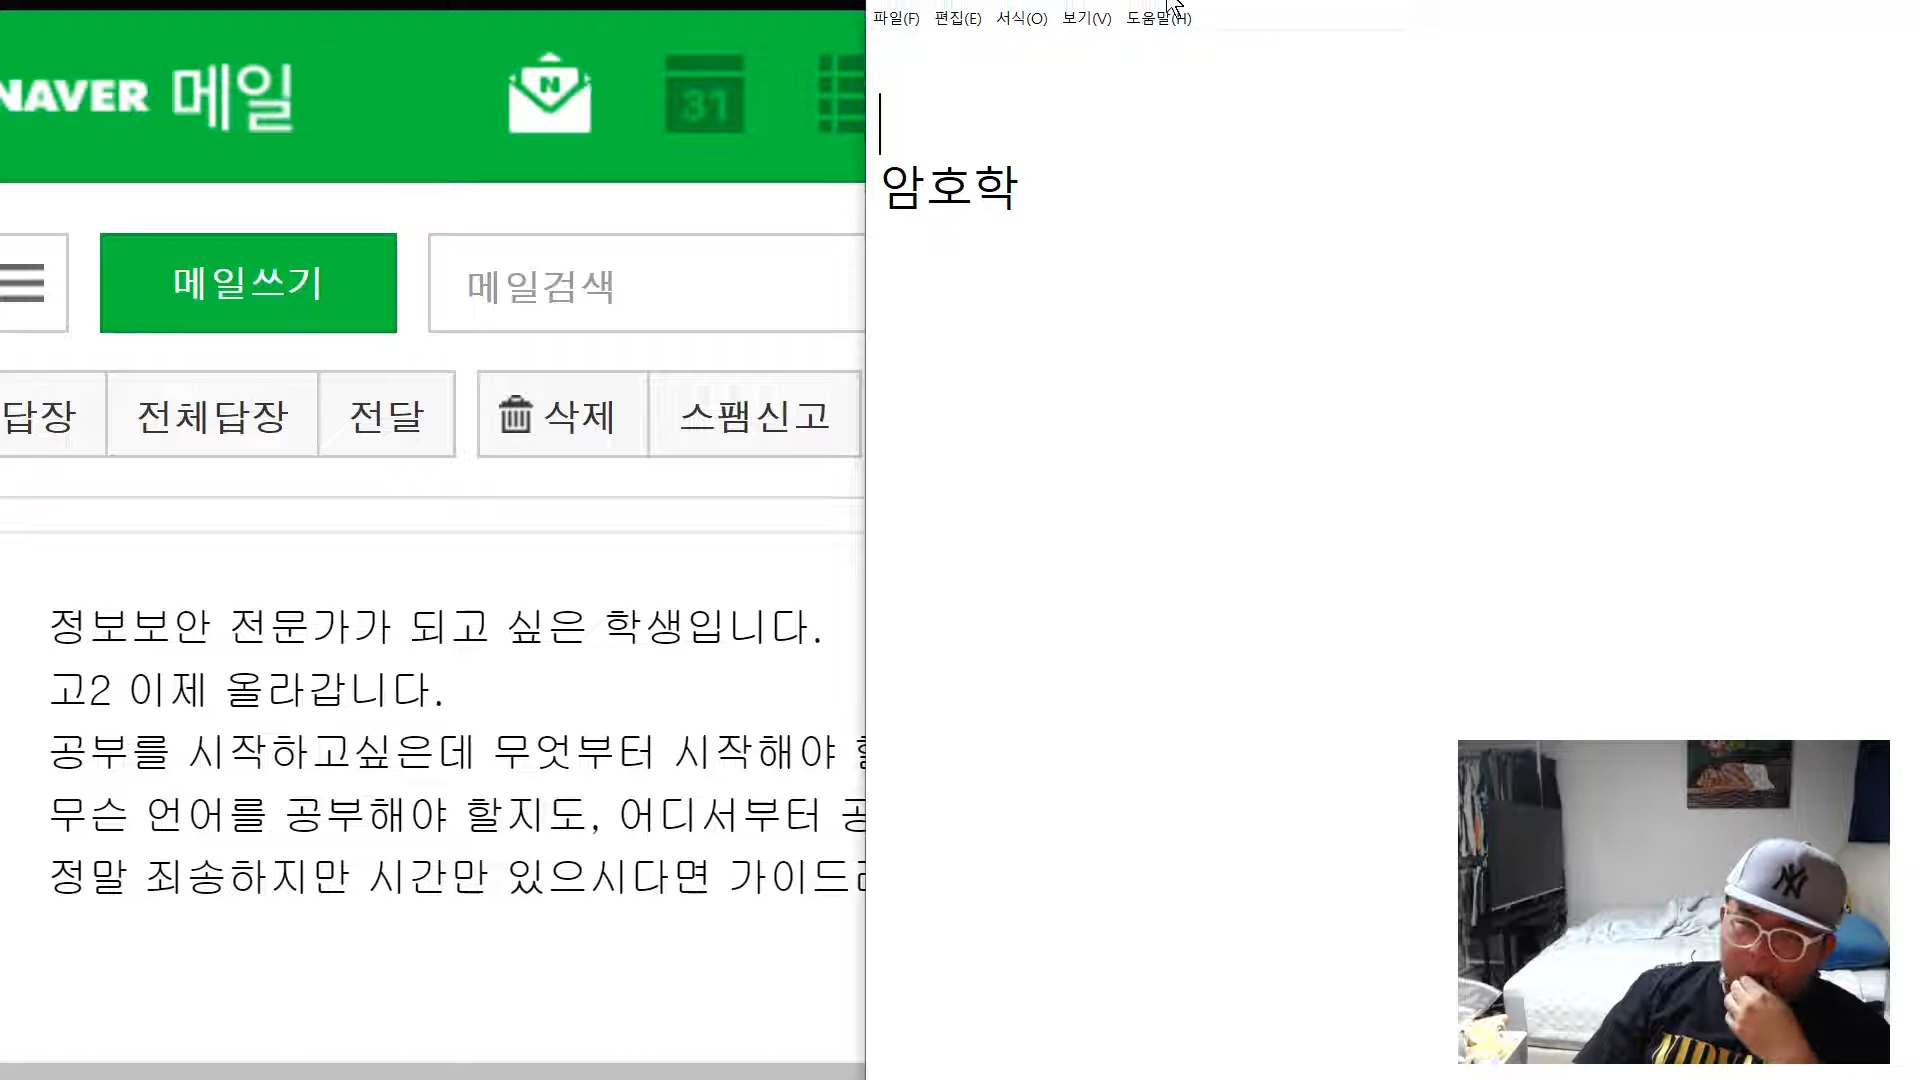 NAVER 메일
N
31
메일쓰기
메일검색
답장
전체답장
전달
삭제
스팸신고
정보보안 전문가가 되고 싶은 학생입니다.
고2 이제 올라갑니다.
공부를 시작하고싶은데 무엇부터 시작해야
무슨 언어를 공부해야 할지도, 어디서부터
정말 죄송하지만 시간만 있으시다면 가이드
파일(F) 편집(E) 서식(O) 보기(V) 도움말(H)
암호학
NY